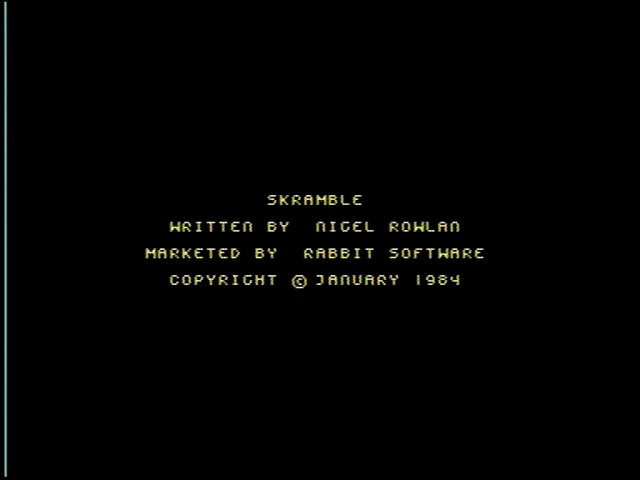 SKRAMBLE
WRITTEN BY NIGEL ROWLAN
MARKETED BY RABBIT SOFTWARE
COPYRIGHT © JANUARY 1984